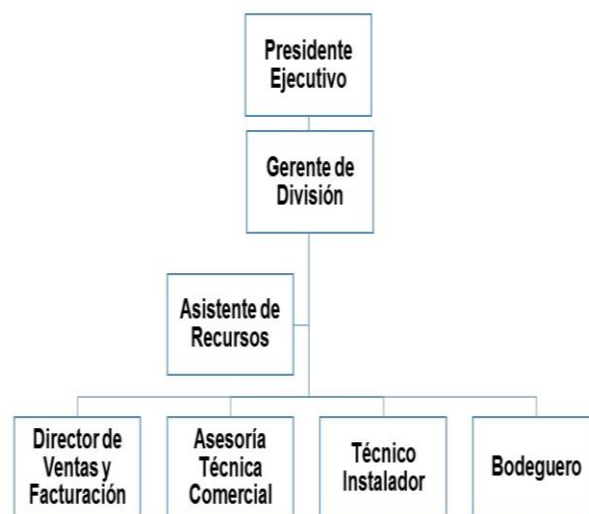 Presidente
Ejecutivo
Gerente de
División
Asistente de
Recursos
Director de
Ventas y
Facturación
Asesoría
Técnica
Comercial
Técnico
Instalador
Bodeguero